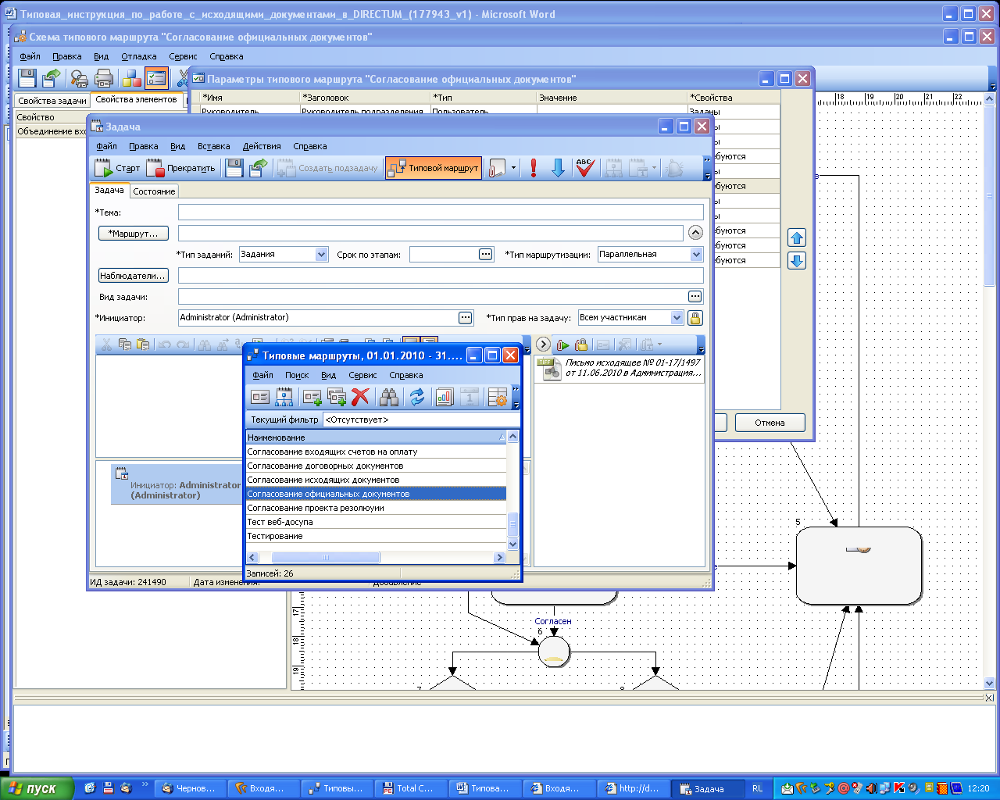 Типовая_инструкция_по_работе_с_исходящими_документами_в_DIRECTUM_(177943_v1) - Microsoft Word
Схема типового маршрута "Согласование официальных документов"
Файл Правка Вид Отладка Сервис Справка
Свойства задачи Свойства элементов
Свойство
Объединение вхо
Параметры типового маршрута "Согласование официальных документов"
*Имя *Заголовок *Тип Значение *Свойства
Руководитель Руководитель подразделения Пользователь Заданы
18 19 20 21 22
Отмена
Задача
Файл Правка Вид Вставка Действия Справка
Старт Прекратить Создать подзадачу Типовой маршрут
Задача Состояние
*Тема:
*Маршрут...
*Тип заданий: Задания Срок по этапам: *Тип маршрутизации: Параллельная
Наблюдатели...
Вид задачи:
*Инициатор: Administrator (Administrator) *Тип прав на задачу: Всем участникам
Письмо исходящее № 01-17/1497
от 11.06.2010 в Администрация...
Инициатор: Administrator
(Administrator)
ИД задачи: 241490 Дата изменения: Добавление
Типовые маршруты, 01.01.2010 - 31....
Файл Поиск Вид Сервис Справка
Текущий фильтр <Отсутствует>
Наименование
Согласование входящих счетов на оплату
Согласование договорных документов
Согласование исходящих документов
Согласование официальных документов
Согласование проекта резолюуии
Тест веб-досупа
Тестирование
Записей: 26
5
Согласен
6
17
18
19
7 8
пуск Чернов... Входя... Типовы... Total C... Типова... Входя... http://d... Задача RL 12:20